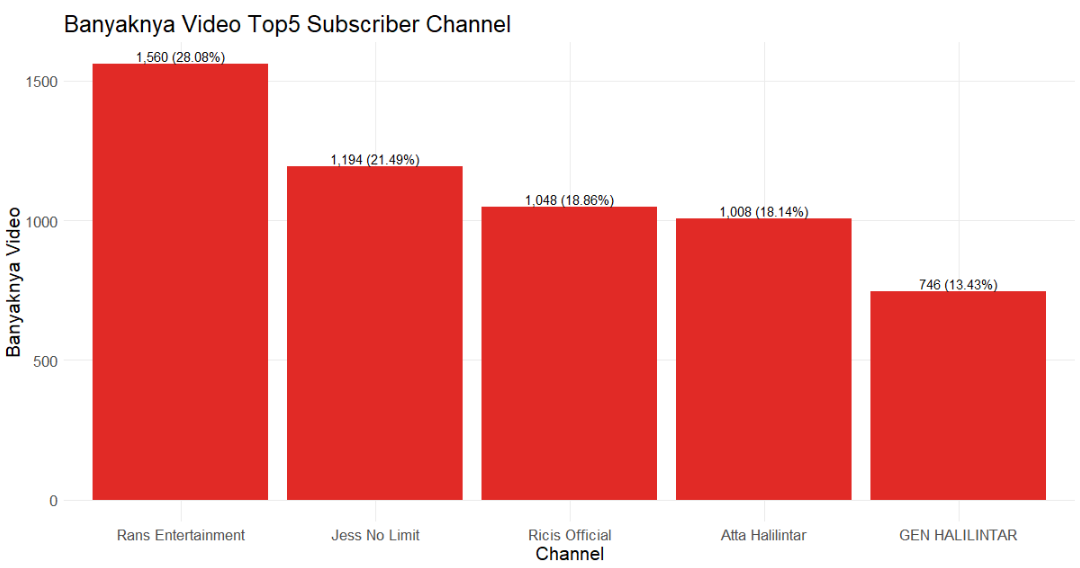 Banyaknya Video Top5 Subscriber Channel
Banyaknya Video
1500
1000
500
0
1,560 (28.08%)
1,194 (21.49%)
1,048 (18.86%)
1,008 (18.14%)
746 (13.43%)
Rans Entertainment
Jess No Limit
Ricis Official
Atta Halilintar
GEN HALILINTAR
Channel